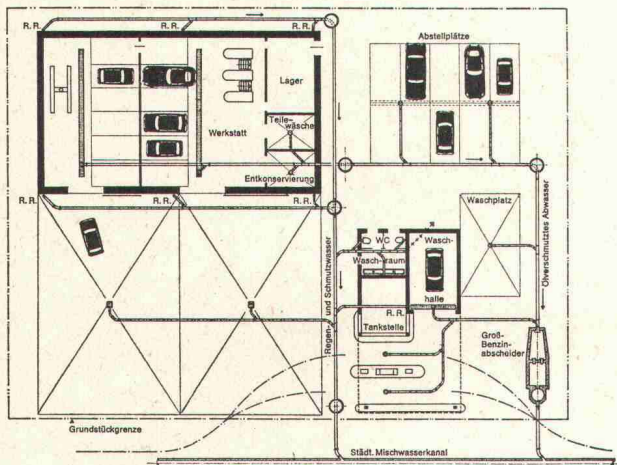 R. R.
R. R.
R. R.
Abstellplätze
Lager
Werkstatt
Teile-
wäsche
Entkonservierung
R. R.
R. R.
R. R.
Waschplatz
WC
Wasch-
Wasch-raum
halle
R. R.
Tankstelle
Regen- und Schmutzwasser
Ölverschmutztes Abwasser
Groß-
Benzin-
abscheider
Grundstückgrenze
Städt. Mischwasserkanal